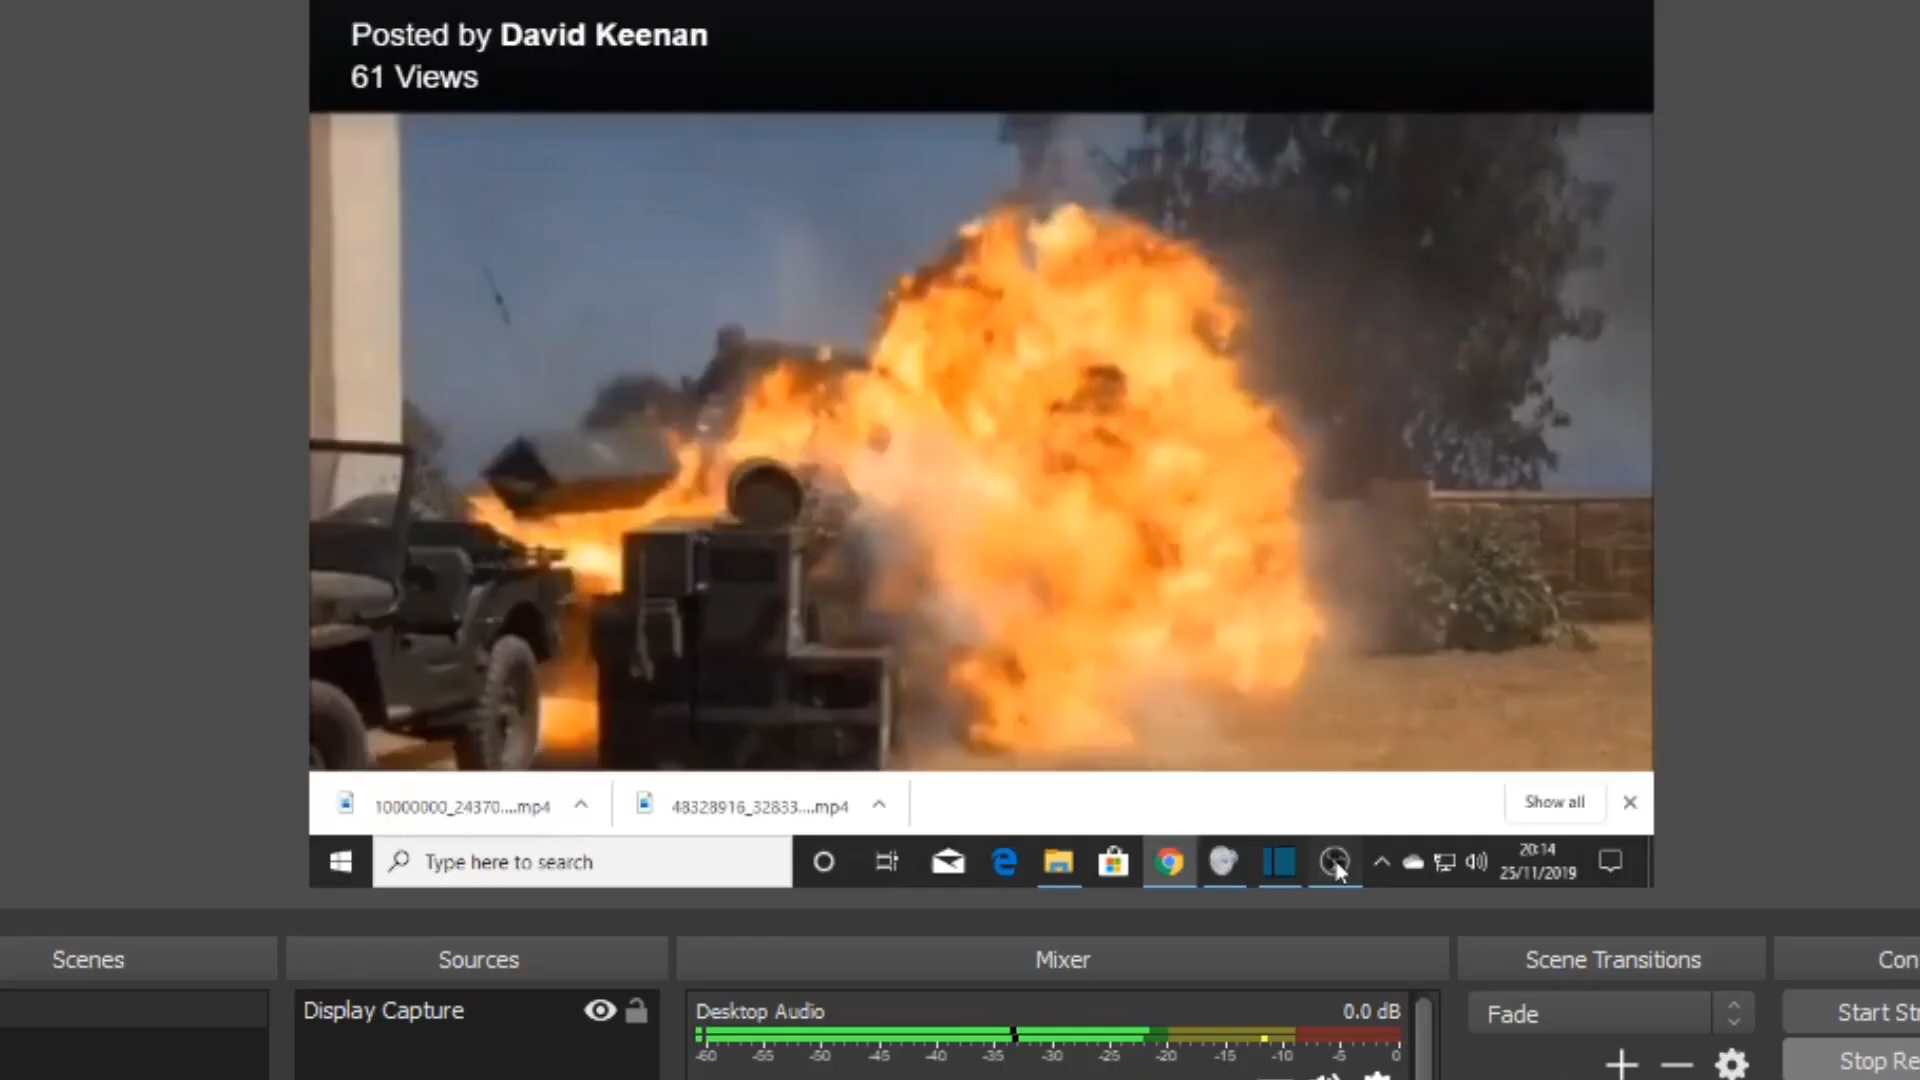 Posted by David Keenan
61 Views
10000000_24370....mp4
48328916_32833....mp4
Show all
Type here to search
20:14
25/11/2019
Scenes
Sources
Mixer
Scene Transitions
Con
Display Capture
Desktop Audio
0.0 dB
-60 -55 -50 -45 -40 -35 -30 -25 -20 -15 -10 -5 0
Fade
Start Str
Stop Re